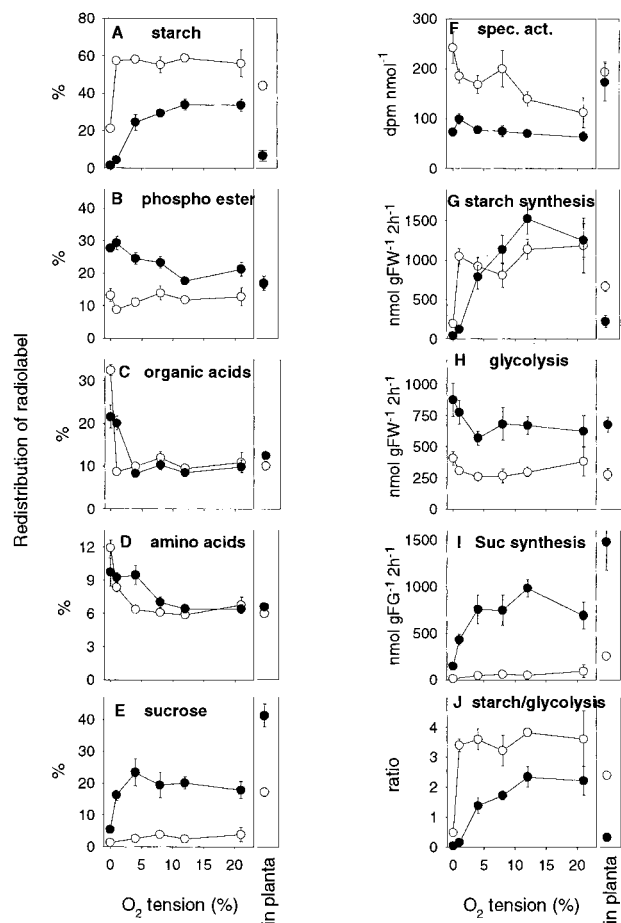 A starch
80
60
40
20
0
%
B phospho ester
40
30
20
10
0
%
C organic acids
30
20
10
0
%
D amino acids
12
9
6
3
0
%
E sucrose
40
30
20
10
0
%
0 5 10 15 20
O2 tension (%)
in planta
Redistribution of radiolabel
F spec. act.
300
200
100
0
dpm nmol-1
G starch synthesis
1500
1000
500
0
nmol gFW-1 2h-1
H glycolysis
1000
750
500
250
0
nmol gFW-1 2h-1
I Suc synthesis
1500
1000
500
0
nmol gFG-1 2h-1
J starch/glycolysis
4
3
2
1
0
ratio
0 5 10 15 20
O2 tension (%)
in planta